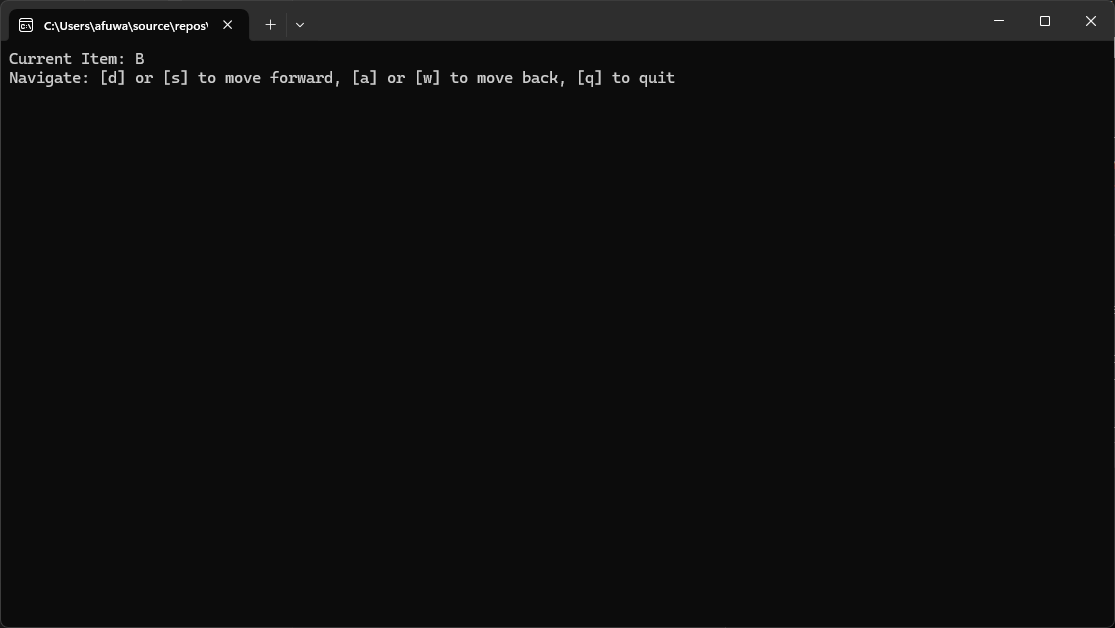 C:\Users\afuwa\source\repos\
Current Item: B
Navigate: [d] or [s] to move forward, [a] or [w] to move back, [q] to quit